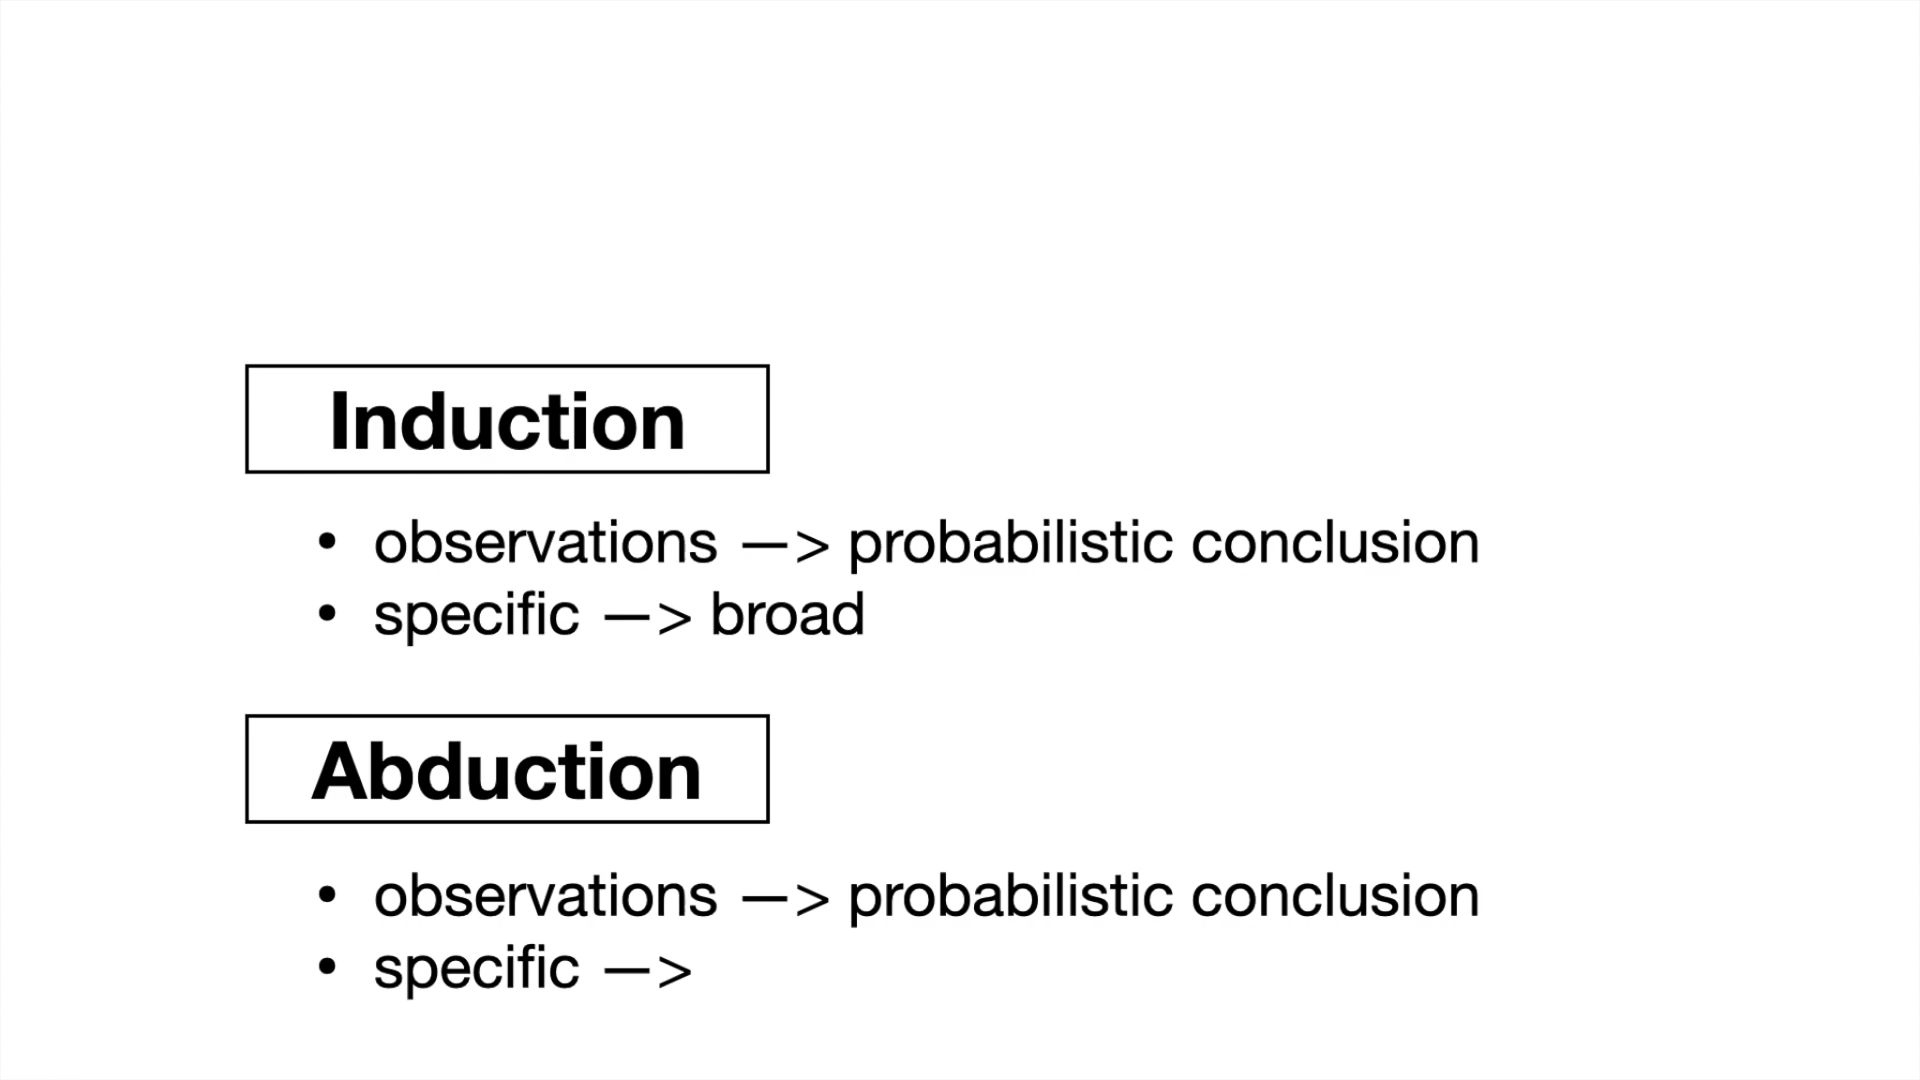 Induction
• observations —> probabilistic conclusion
• specific —> broad
Abduction
• observations —> probabilistic conclusion
• specific —>